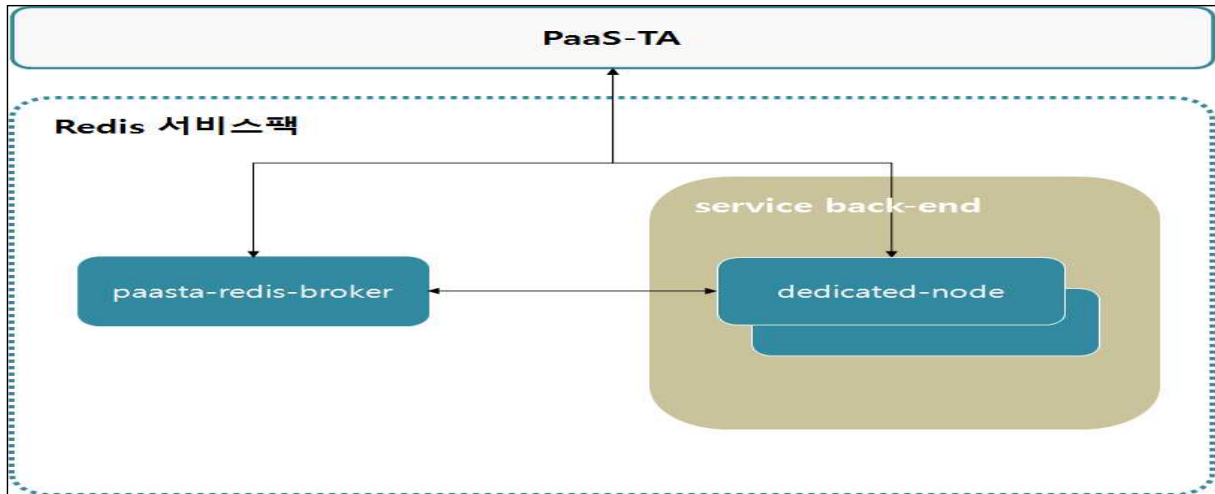 PaaS-TA
Redis 서비스팩
service back-end
paasta-redis-broker
dedicated-node